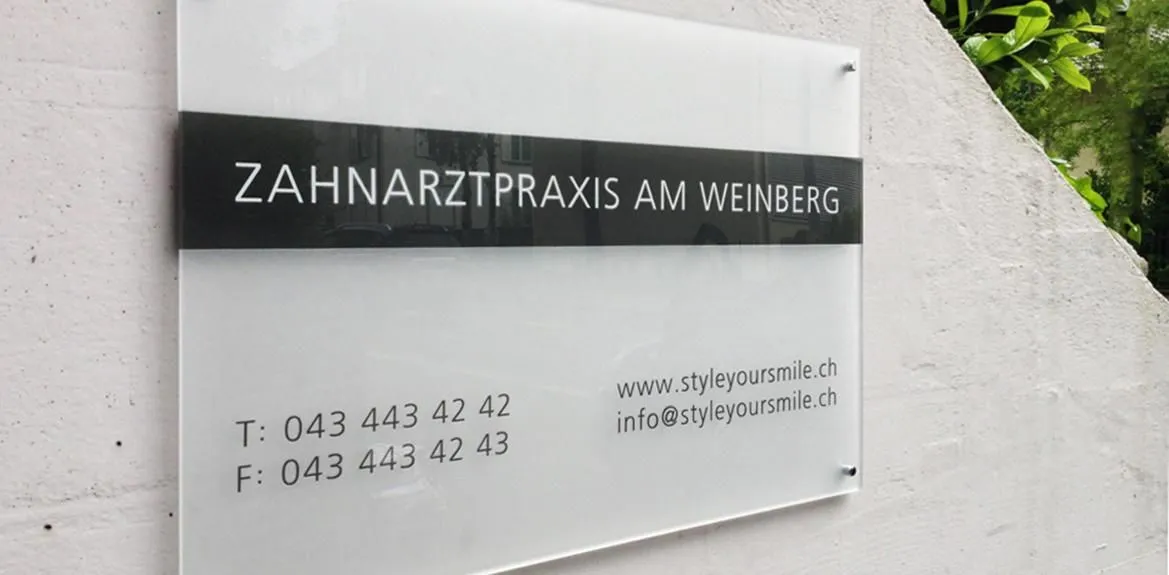 ZAHNARZTPRAXIS AM WEINBERG
T: 043 443 42 42
F: 043 443 42 43
www.styleyoursmile.ch
info@styleyoursmile.ch